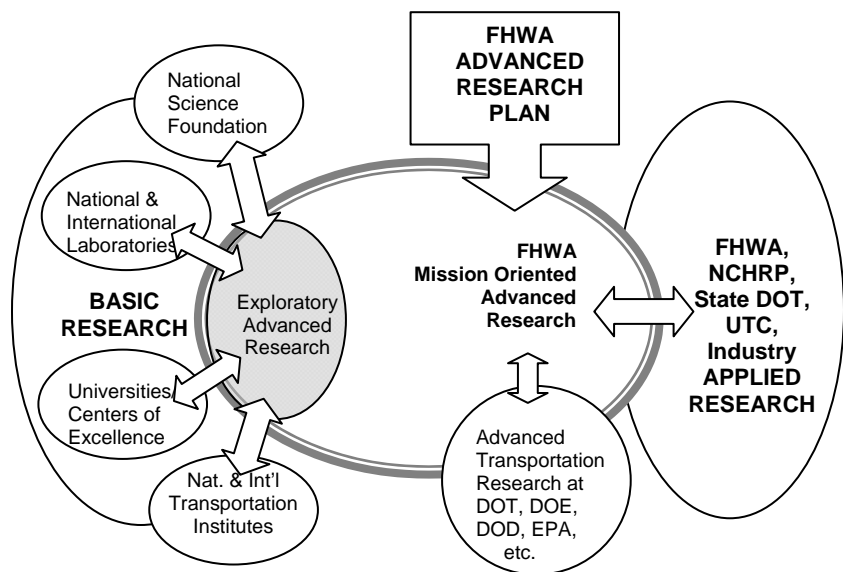 National
Science
Foundation
FHWA
ADVANCED
RESEARCH
PLAN
National &
International
Laboratories
BASIC
RESEARCH
Exploratory
Advanced
Research
FHWA
Mission Oriented
Advanced
Research
FHWA,
NCHRP,
State DOT,
UTC,
Industry
APPLIED
RESEARCH
Universities/
Centers of
Excellence
Nat. & Int'l
Transportation
Institutes
Advanced
Transportation
Research at
DOT, DOE,
DOD, EPA,
etc.